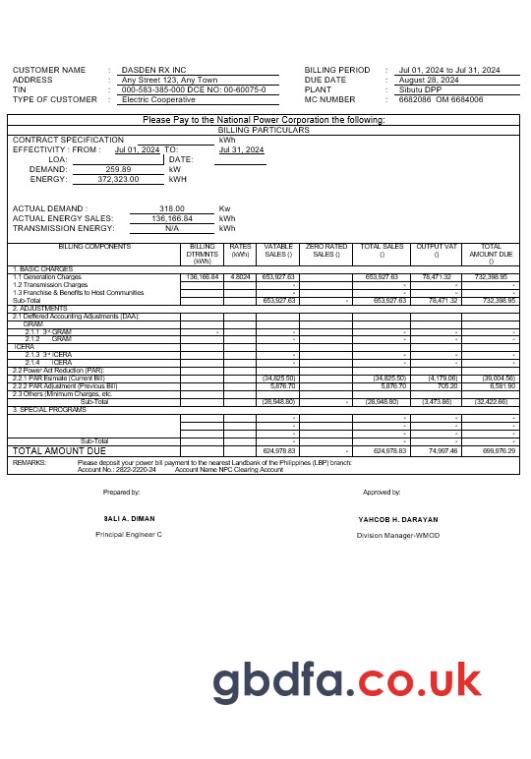 CUSTOMER NAME : DASDEN RX INC BILLING PERIOD : Jul 01, 2024 to Jul 31, 2024
ADDRESS : Any Street 123, Any Town DUE DATE : August 28, 2024
TIN : 000-583-385-000 DCE NO: 00-60075-0 PLANT : Sibutu DPP
TYPE OF CUSTOMER : Electric Cooperative MC NUMBER : 6682086 OM 6684006
Please Pay to the National Power Corporation the following:
BILLING PARTICULARS
CONTRACT SPECIFICATION kWh
EFFECTIVITY : FROM : Jul 01, 2024 TO: Jul 31, 2024
LOA: DATE:
DEMAND: 259.89 kW
ENERGY: 372,323.00 kWH
ACTUAL DEMAND : 318.00 Kw
ACTUAL ENERGY SALES: 136,166.84 kWh
TRANSMISSION ENERGY: N/A kWh
BILLING COMPONENTS BILLING RATES VATABLE ZERO RATED TOTAL SALES OUTPUT VAT TOTAL
DTRMNTS (kWh) SALES () SALES () () () AMOUNT DUE
(kWh) ()
1. BASIC CHARGES
1.1 Generation Charges 136,166.84 4.8024 653,927.63 653,927.63 78,471.32 732,398.95
1.2 Transmission Charges - - -
1.3 Franchise & Benefits to Host Communities - - -
Sub-Total 653,927.63 - 653,927.63 78,471.32 732,398.95
2. ADJUSTMENTS
2.1 Deffered Accounting Adjustments (DAA):
GRAM
2.1.1 3rd GRAM - - - -
2.1.2 GRAM - - -
ICERA
2.1.3 3rd ICERA - - -
2.1.4 ICERA - - -
2.2 Power Act Reduction (PAR):
2.2.1 PAR Esimate (Current Bill) (34,825.50) (34,825.50) (4,179.06) (39,004.56)
2.2.2 PAR Adjustment (Previous Bill) 5,876.70 5,876.70 705.20 6,581.90
2.3 Others (Minimum Charges, etc.
Sub-Total (28,948.80) - (28,948.80) (3,473.86) (32,422.66)
3. SPECIAL PROGRAMS
- - -
- - -
- - -
Sub-Total - - -
TOTAL AMOUNT DUE 624,978.83 - 624,978.83 74,997.46 699,976.29
REMARKS: Please deposit your power bill payment to the nearest Landbank of the Philippines (LBP) branch:
Account No.: 2822-2220-24 Account Name NPC Clearing Account
Prepared by: Approved by:
SALI A. DIMAN YAHCOB H. DARAYAN
Principal Engineer C Division Manager-WMOD
gbdfa.co.uk